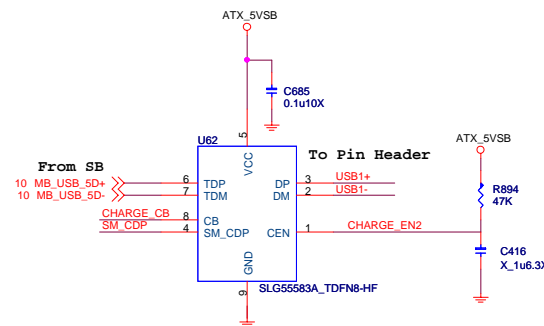 ATX_5VSB
C685
0.1u10X
U62
5
VCC
From SB
To Pin Header
ATX_5VSB
10 MB_USB_5D+ 6 TDP DP 3 USB1+
10 MB_USB_5D- 7 TDM DM 2 USB1-
R894
47K
CHARGE_CB 8 CB
SM_CDP 4 SM_CDP CEN 1 CHARGE_EN2
GND
C416
X_1u6.3X
9
SLG55583A_TDFN8-HF